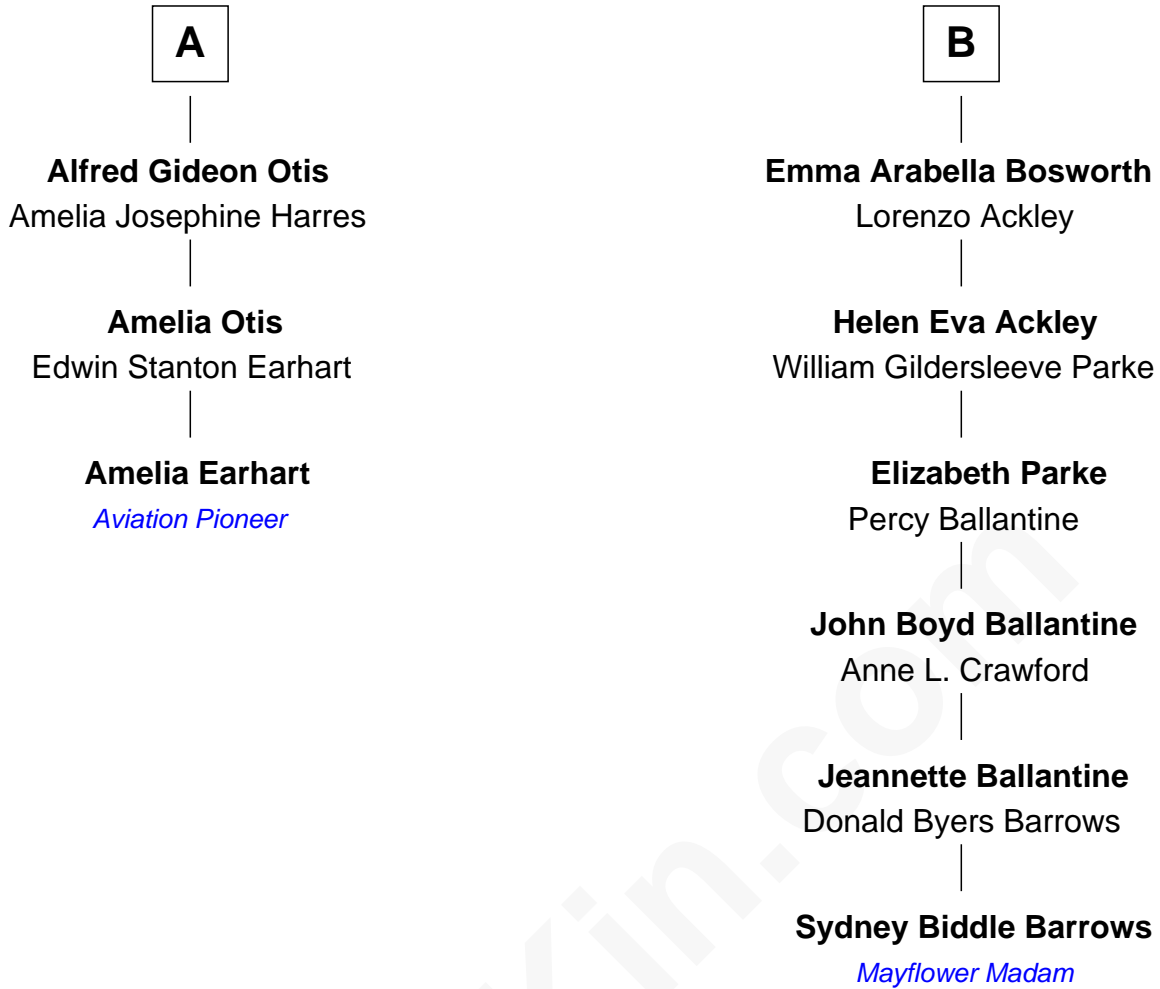 A
Alfred Gideon Otis
Amelia Josephine Harres
Amelia Otis
Edwin Stanton Earhart
Amelia Earhart
Aviation Pioneer
B
Emma Arabella Bosworth
Lorenzo Ackley
Helen Eva Ackley
William Gildersleeve Parke
Elizabeth Parke
Percy Ballantine
John Boyd Ballantine
Anne L. Crawford
Jeannette Ballantine
Donald Byers Barrows
Sydney Biddle Barrows
Mayflower Madam